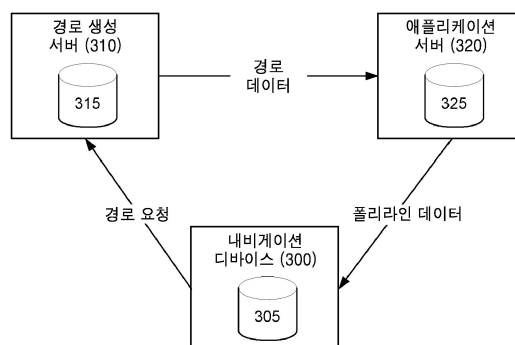 경로 생성
서버 (310)
315
경로
데이터
애플리케이션
서버 (320)
325
경로 요청
폴리라인 데이터
내비게이션
디바이스 (300)
305